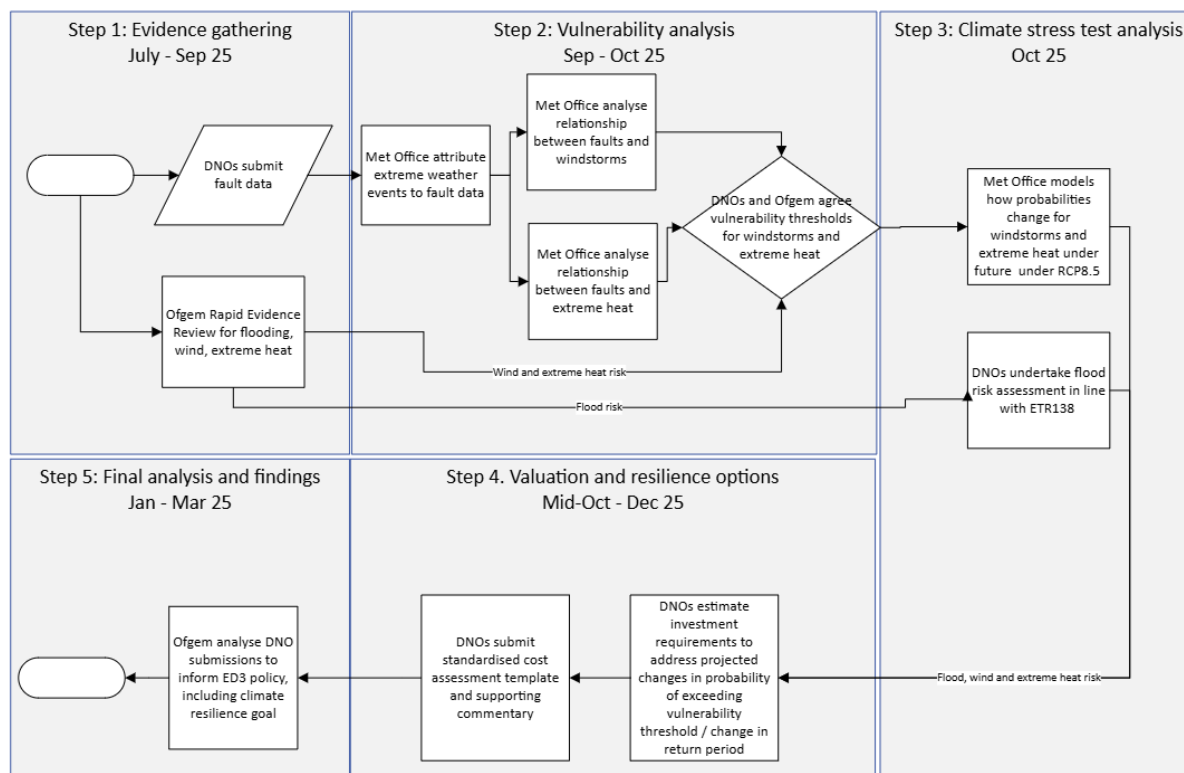 Step 1: Evidence gathering
July - Sep 25
DNOs submit
fault data
Ofgem Rapid Evidence
Review for flooding,
wind, extreme heat
Step 2: Vulnerability analysis
Sep - Oct 25
Met Office attribute
extreme weather
events to fault data
Met Office analyse
relationship
between faults and
windstorms
Met Office analyse
relationship
between faults and
extreme heat
DNOs and Ofgem agree
vulnerability thresholds
for windstorms and
extreme heat
Wind and extreme heat risk
Flood risk
Step 3: Climate stress test analysis
Oct 25
Met Office models
how probabilities
change for
windstorms and
extreme heat under
future  under RCP8.5
DNOs undertake flood
risk assessment in line
with ETR138
Flood, wind and extreme heat risk
Step 4. Valuation and resilience options
Mid-Oct - Dec 25
DNOs estimate
investment
requirements to
address projected
changes in probability
of exceeding
vulnerability
threshold / change in
return period
DNOs submit
standardised cost
assessment template
and supporting
commentary
Step 5: Final analysis and findings
Jan - Mar 25
Ofgem analyse DNO
submissions to
inform ED3 policy,
including climate
resilience goal